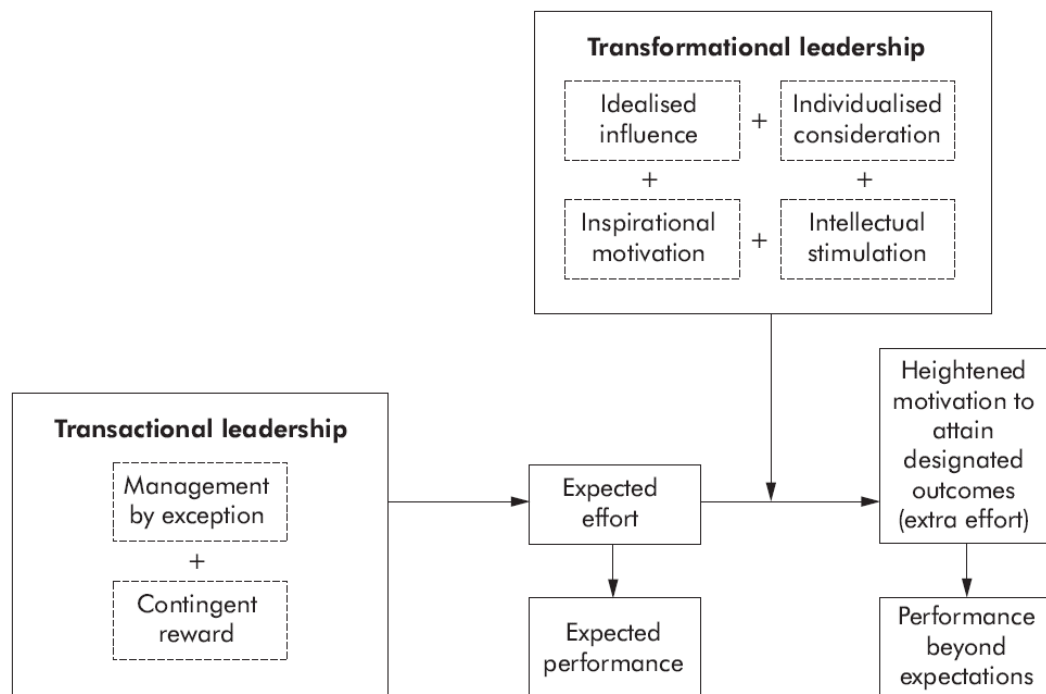 Transformational leadership
Idealised
influence
+
Individualised
consideration
+
+
Inspirational
motivation
+
Intellectual
stimulation
Transactional leadership
Management
by exception
+
Contingent
reward
Expected
effort
Heightened
motivation to
attain
designated
outcomes
(extra effort)
Expected
performance
Performance
beyond
expectations